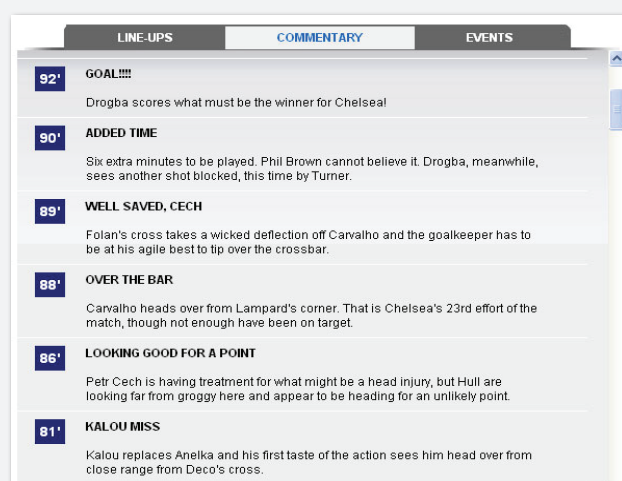 LINE-UPS COMMENTARY EVENTS
92' GOAL!!!!
Drogba scores what must be the winner for Chelsea!
90' ADDED TIME
Six extra minutes to be played. Phil Brown cannot believe it. Drogba, meanwhile,
sees another shot blocked, this time by Turner.
89' WELL SAVED, CECH
Folan's cross takes a wicked deflection off Carvalho and the goalkeeper has to
be at his agile best to tip over the crossbar.
88' OVER THE BAR
Carvalho heads over from Lampard's corner. That is Chelsea's 23rd effort of the
match, though not enough have been on target.
86' LOOKING GOOD FOR A POINT
Petr Cech is having treatment for what might be a head injury, but Hull are
looking far from groggy here and appear to be heading for an unlikely point.
81' KALOU MISS
Kalou replaces Anelka and his first taste of the action sees him head over from
close range from Deco's cross.